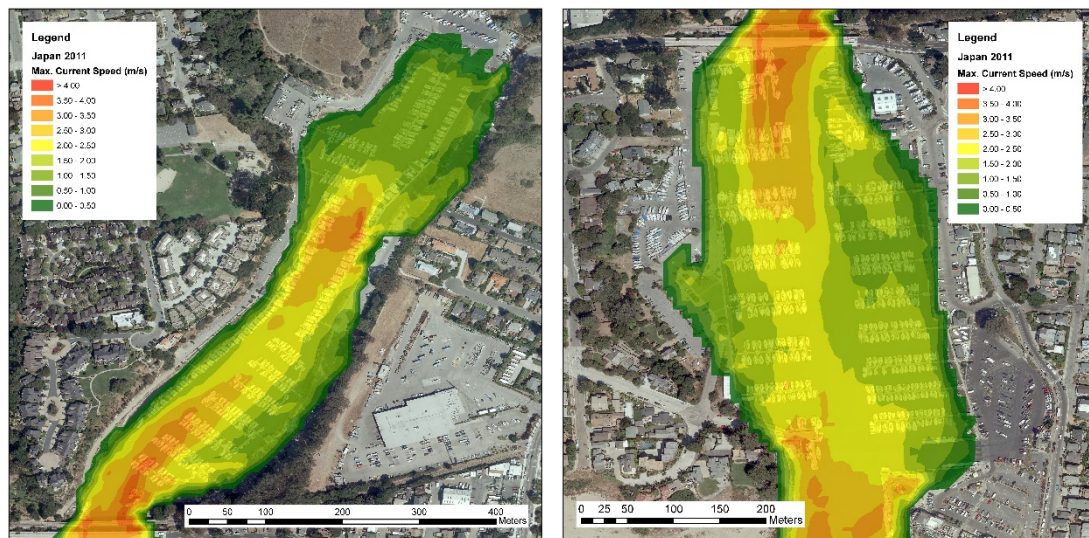 Legend
Japan 2011
Max. Current Speed (m/s)
> 4.00
3.50 - 4.00
3.00 - 3.50
2.50 - 3.00
2.00 - 2.50
1.50 - 2.00
1.00 - 1.50
0.50 - 1.00
0.00 - 0.50
0 50 100 200 300 400
Meters
Legend
Japan 2011
Max. Current Speed (m/s)
> 4.00
3.50 - 4.00
3.00 - 3.50
2.50 - 3.00
2.00 - 2.50
1.50 - 2.00
1.00 - 1.50
0.50 - 1.00
0.00 - 0.50
0 25 50 100 150 200
Meters